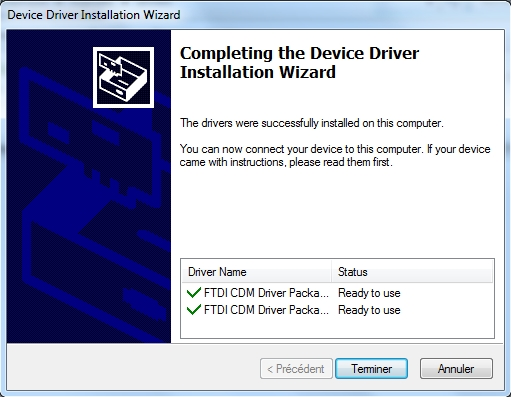 Device Driver Installation Wizard
Completing the Device Driver
Installation Wizard
The drivers were successfully installed on this computer.
You can now connect your device to this computer. If your device
came with instructions, please read them first.
Driver Name Status
FTDI CDM Driver Packa... Ready to use
FTDI CDM Driver Packa... Ready to use
< Précédent Terminer Annuler